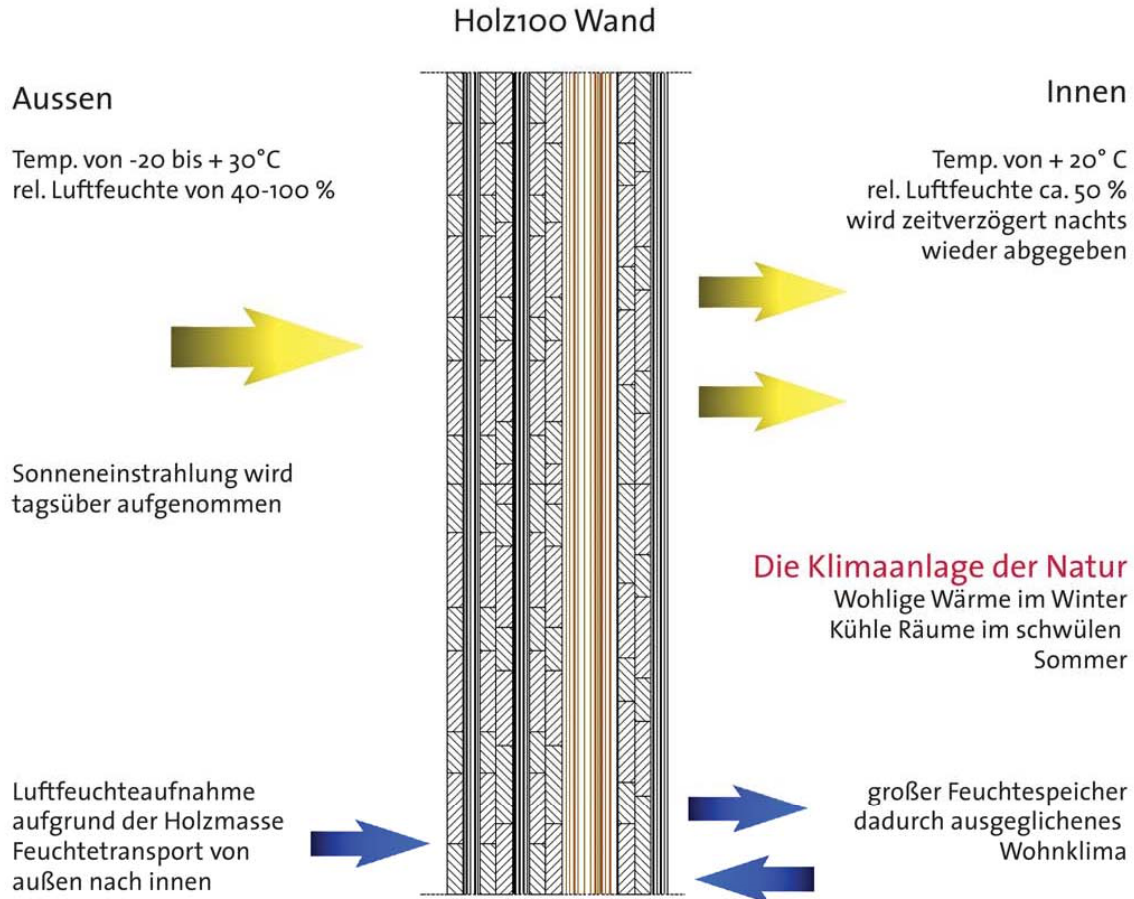 Holz100 Wand
Aussen
Temp. von -20 bis + 30°C
rel. Luftfeuchte von 40-100 %
Innen
Temp. von + 20° C
rel. Luftfeuchte ca. 50 %
wird zeitverzögert nachts
wieder abgegeben
Sonneneinstrahlung wird
tagsüber aufgenommen
Die Klimaanlage der Natur
Wohlige Wärme im Winter
Kühle Räume im schwülen
Sommer
Luftfeuchteaufnahme
aufgrund der Holzmasse
Feuchtetransport von
außen nach innen
großer Feuchtespeicher
dadurch ausgeglichenes
Wohnklima